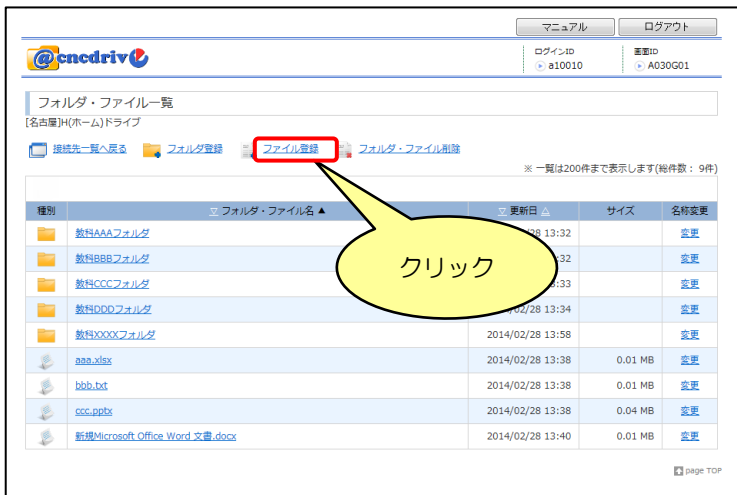 マニュアル ログアウト
@cncdriv ログインID 画面ID
a10010 A030G01
フォルダ・ファイル一覧
[名古屋]H(ホーム)ドライブ
接続先一覧へ戻る フォルダ登録 ファイル登録 フォルダ・ファイル削除
※ 一覧は200件まで表示します(総件数： 9件)
種別 ▽ フォルダ・ファイル名 ▲ ▽ 更新日 △ サイズ 名称変更
教科AAAフォルダ /28 13:32 変更
教科BBBフォルダ :32 変更
クリック
教科CCCフォルダ :33 変更
教科DDDフォルダ /02/28 13:34 変更
教科XXXXフォルダ 2014/02/28 13:58 変更
aaa.xlsx 2014/02/28 13:38 0.01 MB 変更
bbb.txt 2014/02/28 13:38 0.01 MB 変更
ccc.pptx 2014/02/28 13:38 0.04 MB 変更
新規Microsoft Office Word 文書.docx 2014/02/28 13:40 0.01 MB 変更
page TOP